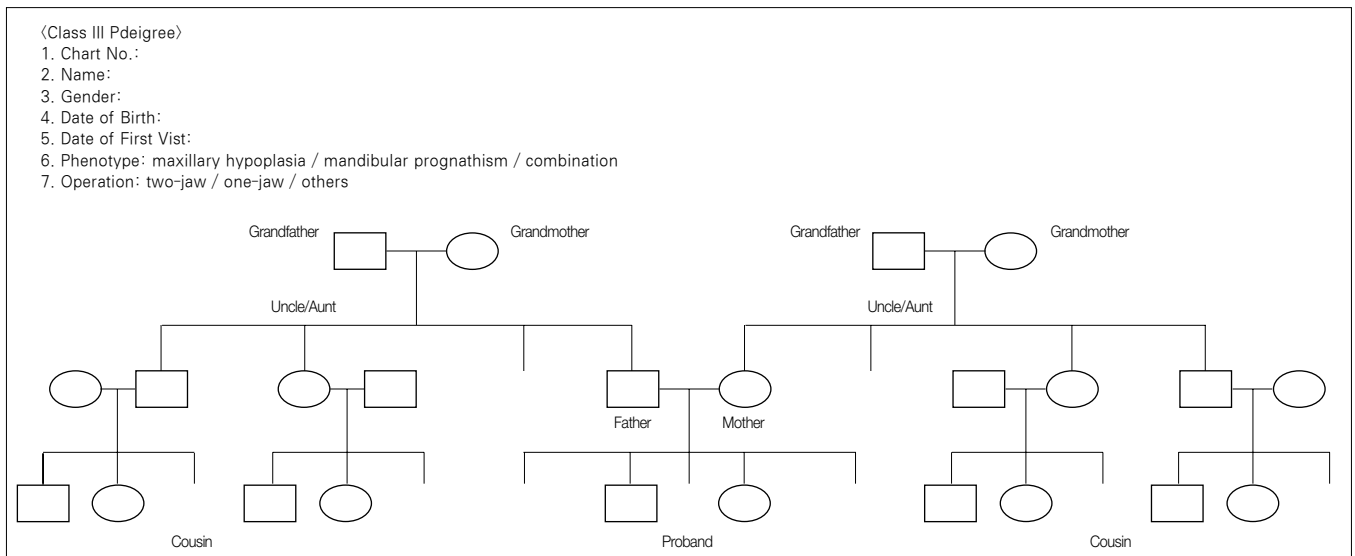 〈Class III Pdeigree〉
1. Chart No.:
2. Name:
3. Gender:
4. Date of Birth:
5. Date of First Vist:
6. Phenotype: maxillary hypoplasia / mandibular prognathism / combination
7. Operation: two-jaw / one-jaw / others
Grandfather Grandmother Grandfather Grandmother
Uncle/Aunt Uncle/Aunt
Father Mother
Cousin Proband Cousin